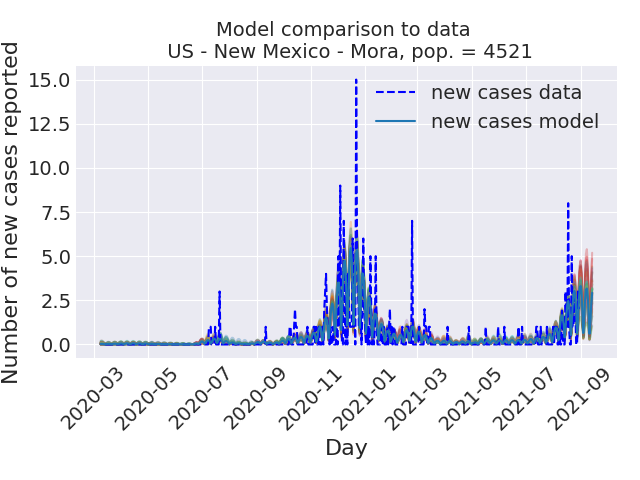 Model comparison to data
US - New Mexico - Mora, pop. = 4521
new cases data
new cases model
Number of new cases reported
15.0
12.5
10.0
7.5
5.0
2.5
0.0
2020-03
2020-05
2020-07
2020-09
2020-11
2021-01
2021-03
2021-05
2021-07
2021-09
Day